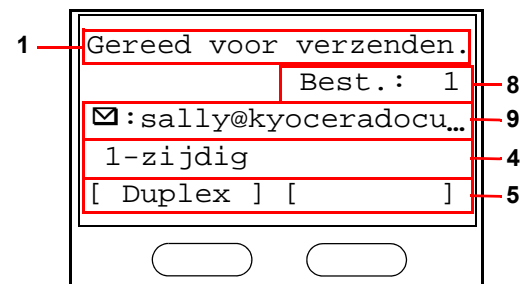 1 Gereed voor verzenden.
Best.: 1 8
:sally@kyoceradocu… 9
1-zijdig 4
[ Duplex ] [ ] 5